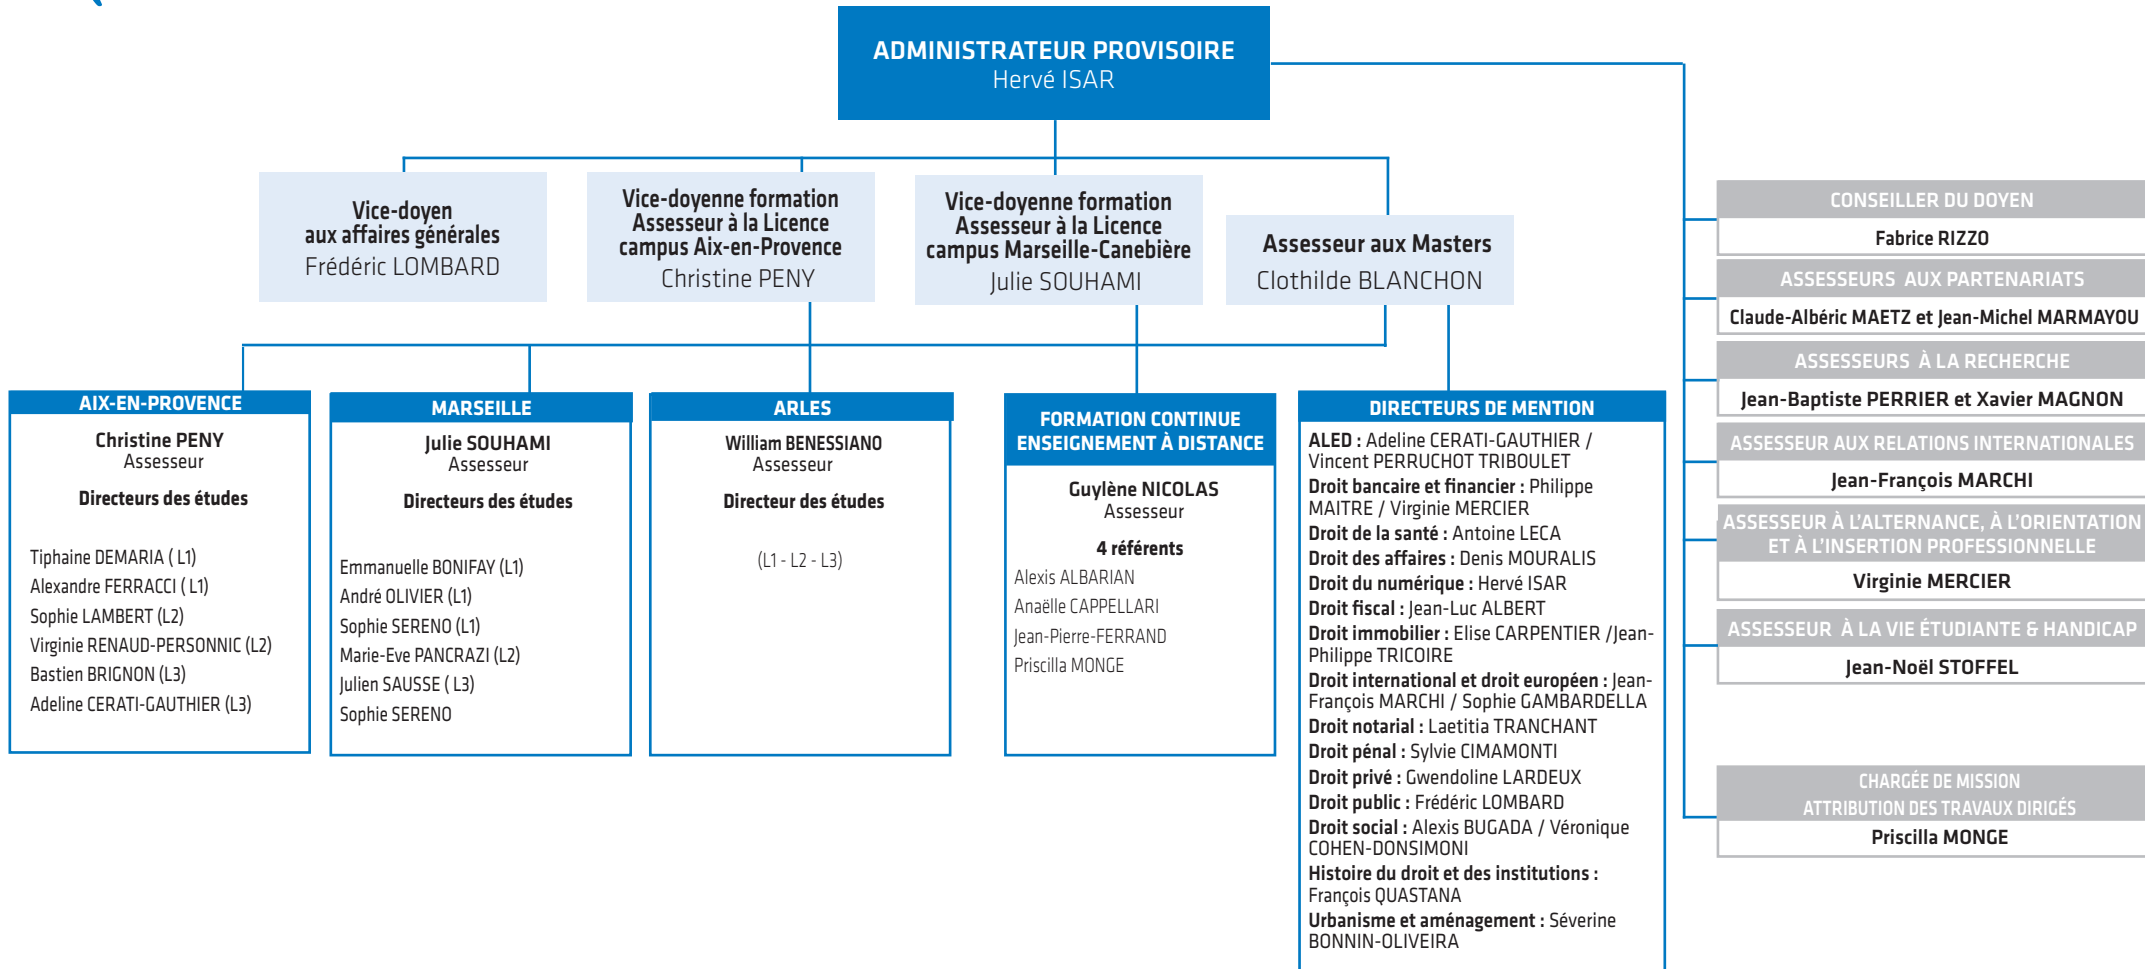 ADMINISTRATEUR PROVISOIRE
Hervé ISAR
Vice-doyen
aux affaires générales
Frédéric LOMBARD
Vice-doyenne formation
Assesseur à la Licence
campus Aix-en-Provence
Christine PENY
Vice-doyenne formation
Assesseur à la Licence
campus Marseille-Canebière
Julie SOUHAMI
Assesseur aux Masters
Clothilde BLANCHON
AIX-EN-PROVENCE
Christine PENY
Assesseur
Directeurs des études
Tiphaine DEMARIA ( L1)
Alexandre FERRACCI ( L1)
Sophie LAMBERT (L2)
Virginie RENAUD-PERSONNIC (L2)
Bastien BRIGNON (L3)
Adeline CERATI-GAUTHIER (L3)
MARSEILLE
Julie SOUHAMI
Assesseur
Directeurs des études
Emmanuelle BONIFAY (L1)
André OLIVIER (L1)
Sophie SERENO (L1)
Marie-Eve PANCRAZI (L2)
Julien SAUSSE ( L3)
Sophie SERENO
ARLES
William BENESSIANO
Assesseur
Directeur des études
(L1 - L2 - L3)
FORMATION CONTINUE
ENSEIGNEMENT À DISTANCE
Guylène NICOLAS
Assesseur
4 référents
Alexis ALBARIAN
Anaëlle CAPPELLARI
Jean-Pierre-FERRAND
Priscilla MONGE
DIRECTEURS DE MENTION
ALED : Adeline CERATI-GAUTHIER /
Vincent PERRUCHOT TRIBOULET
Droit bancaire et financier : Philippe
MAITRE / Virginie MERCIER
Droit de la santé : Antoine LECA
Droit des affaires : Denis MOURALIS
Droit du numérique : Hervé ISAR
Droit fiscal : Jean-Luc ALBERT
Droit immobilier : Elise CARPENTIER /Jean-
Philippe TRICOIRE
Droit international et droit européen : Jean-
François MARCHI / Sophie GAMBARDELLA
Droit notarial : Laetitia TRANCHANT
Droit pénal : Sylvie CIMAMONTI
Droit privé : Gwendoline LARDEUX
Droit public : Frédéric LOMBARD
Droit social : Alexis BUGADA / Véronique
COHEN-DONSIMONI
Histoire du droit et des institutions :
François QUASTANA
Urbanisme et aménagement : Séverine
BONNIN-OLIVEIRA
CONSEILLER DU DOYEN
Fabrice RIZZO
ASSESSEURS AUX PARTENARIATS
Claude-Albéric MAETZ et Jean-Michel MARMAYOU
ASSESSEURS À LA RECHERCHE
Jean-Baptiste PERRIER et Xavier MAGNON
ASSESSEUR AUX RELATIONS INTERNATIONALES
Jean-François MARCHI
ASSESSEUR À L'ALTERNANCE, À L'ORIENTATION
ET À L'INSERTION PROFESSIONNELLE
Virginie MERCIER
ASSESSEUR À LA VIE ÉTUDIANTE & HANDICAP
Jean-Noël STOFFEL
CHARGÉE DE MISSION
ATTRIBUTION DES TRAVAUX DIRIGÉS
Priscilla MONGE